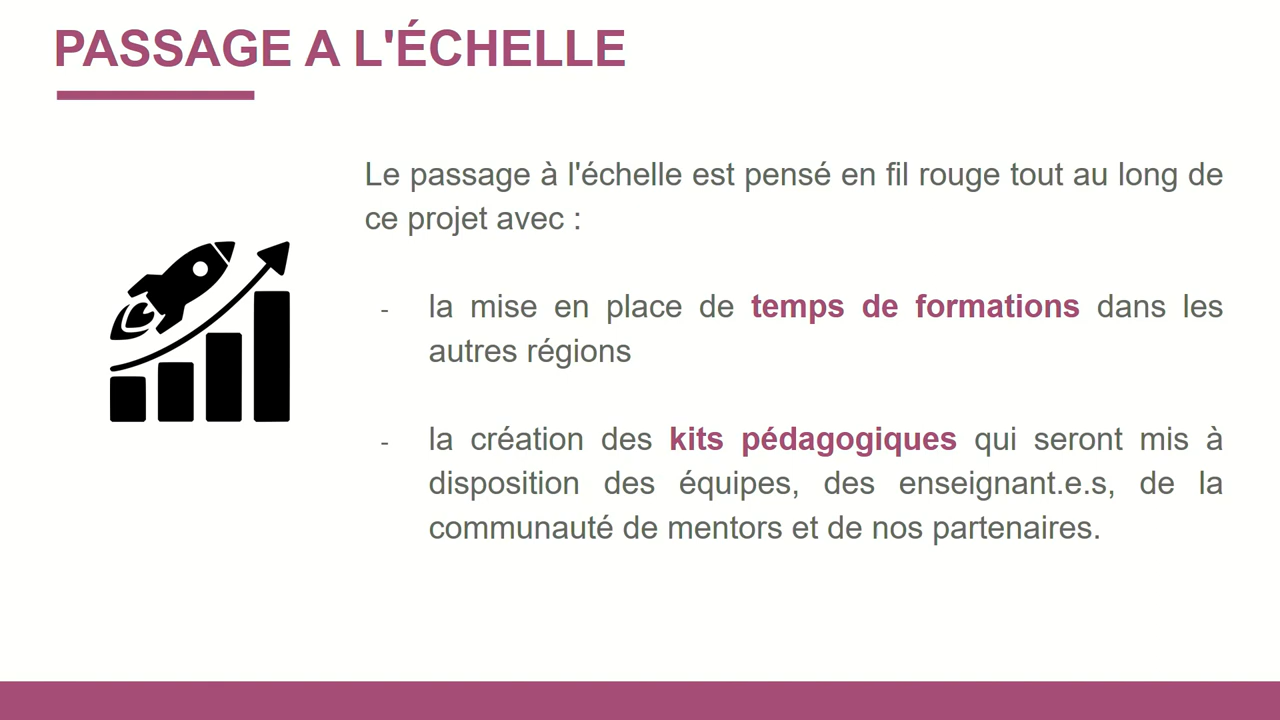 PASSAGE A L'ÉCHELLE
Le passage à l'échelle est pensé en fil rouge tout au long de
ce projet avec :
- la mise en place de temps de formations dans les
autres régions
- la création des kits pédagogiques qui seront mis à
disposition des équipes, des enseignant.e.s, de la
communauté de mentors et de nos partenaires.